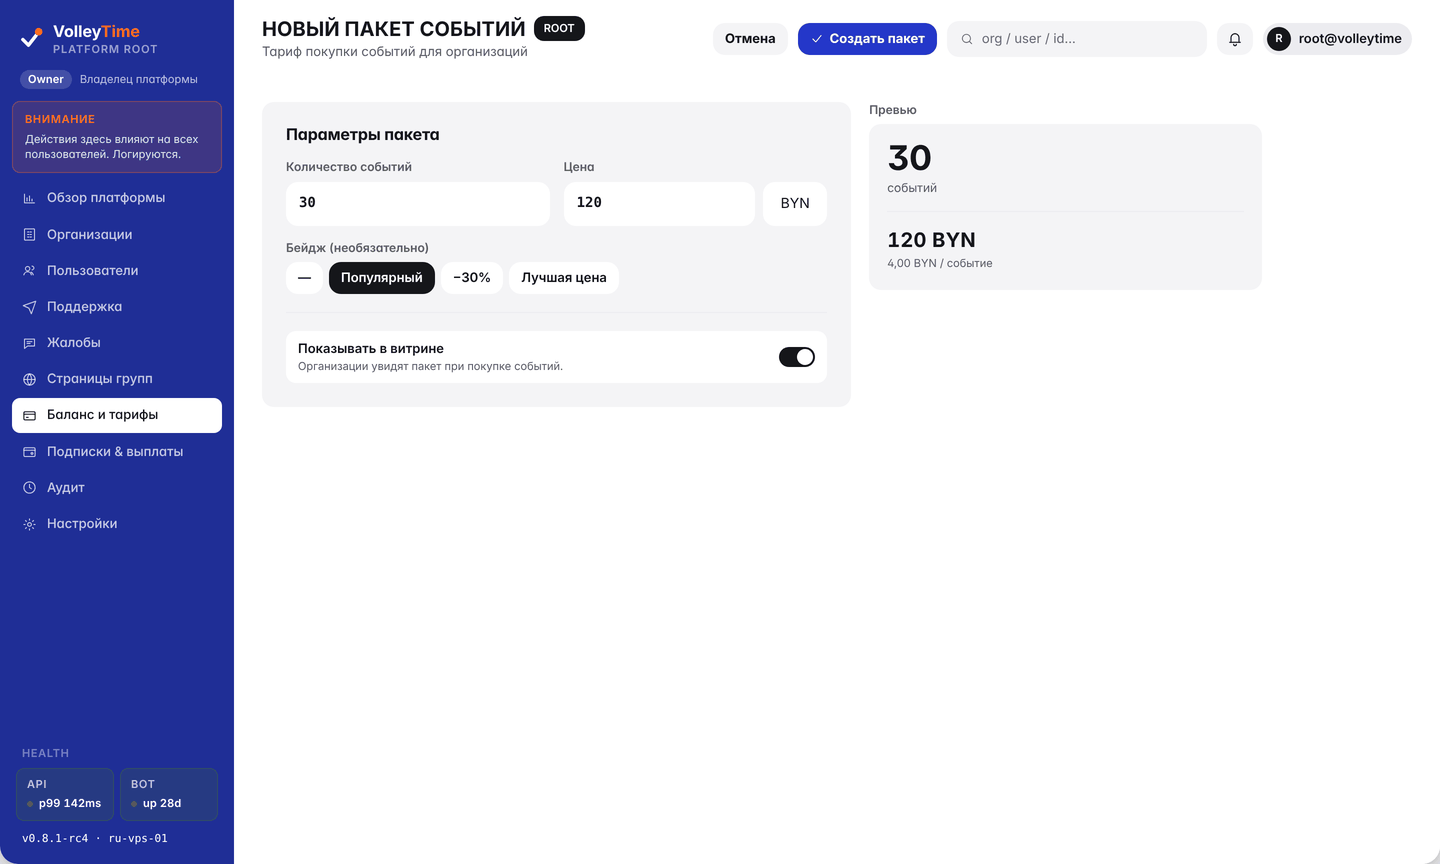 VolleyTime
PLATFORM ROOT
Owner Владелец платформы
ВНИМАНИЕ
Действия здесь влияют на всех
пользователей. Логируются.
Обзор платформы
Организации
Пользователи
Поддержка
Жалобы
Страницы групп
Баланс и тарифы
Подписки & выплаты
Аудит
Настройки
HEALTH
API
p99 142ms
BOT
up 28d
v0.8.1-rc4 · ru-vps-01
НОВЫЙ ПАКЕТ СОБЫТИЙ ROOT
Тариф покупки событий для организаций
Отмена
Создать пакет
org / user / id...
R root@volleytime
Параметры пакета
Количество событий
30
Цена
120
BYN
Бейдж (необязательно)
— Популярный −30% Лучшая цена
Показывать в витрине
Организации увидят пакет при покупке событий.
Превью
30
событий
120 BYN
4,00 BYN / событие